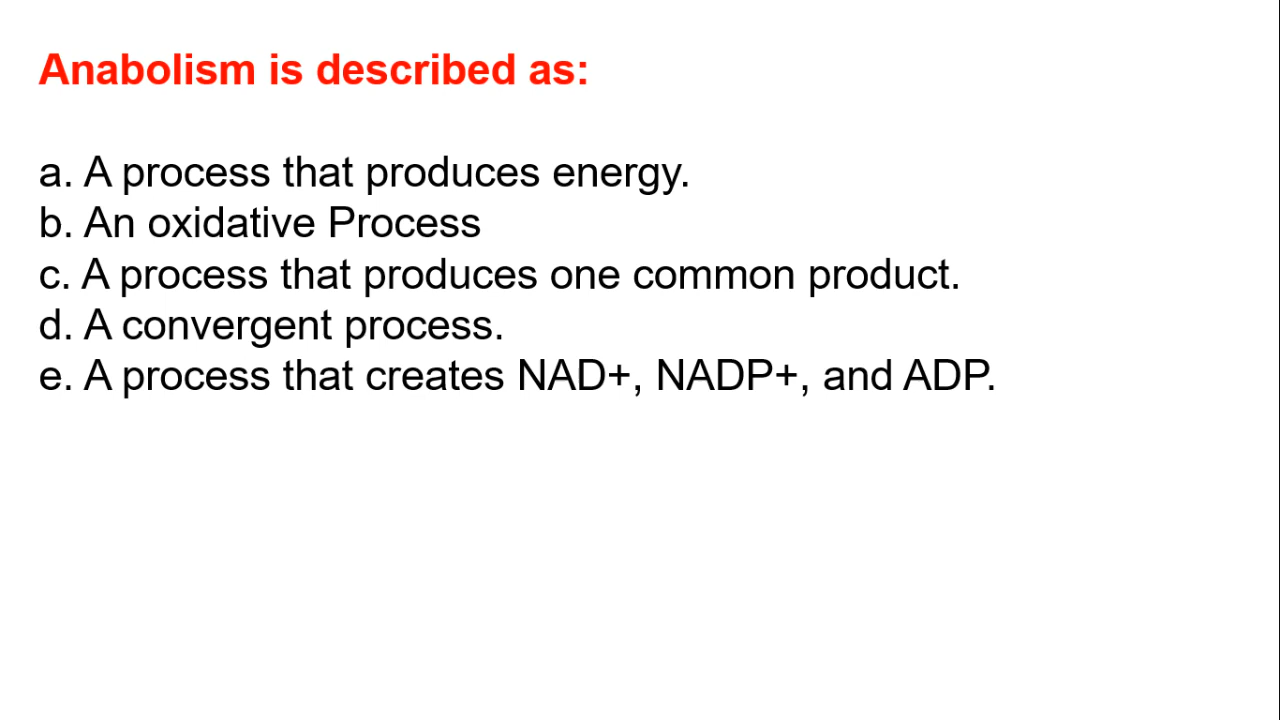 Anabolism is described as:
a. A process that produces energy.
b. An oxidative Process
c. A process that produces one common product.
d. A convergent process.
e. A process that creates NAD+, NADP+, and ADP.